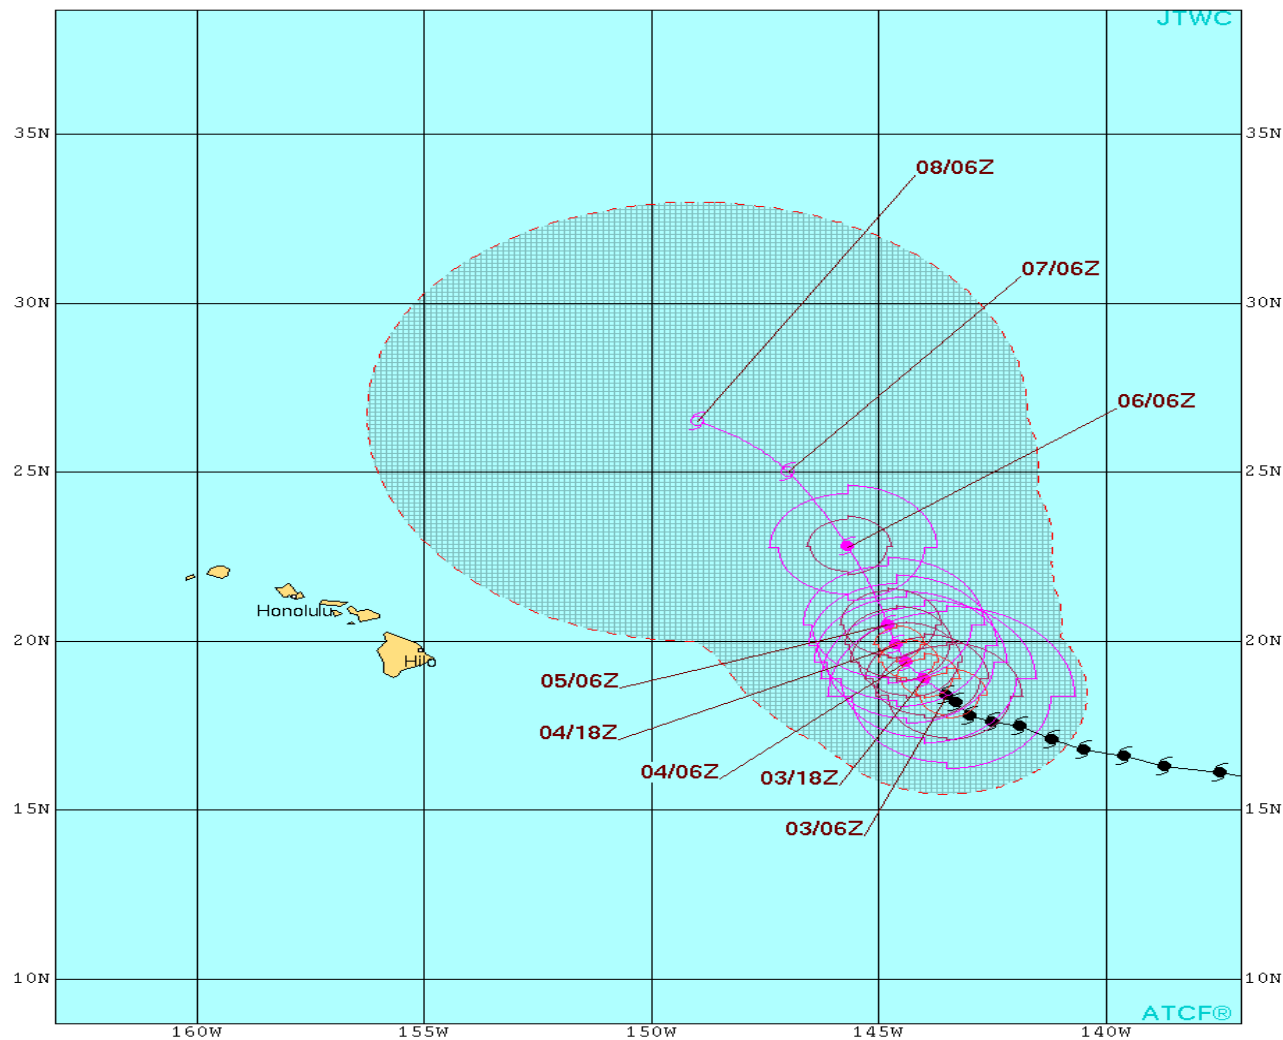 JTWC
35N
35N
08/06Z
07/06Z
30N
30N
06/06Z
25N
25N
Honolulu
20N
20N
Hilo
05/06Z
04/18Z
04/06Z
03/18Z
15N
15N
03/06Z
10N
10N
ATCF®
160W
155W
150W
145W
140W